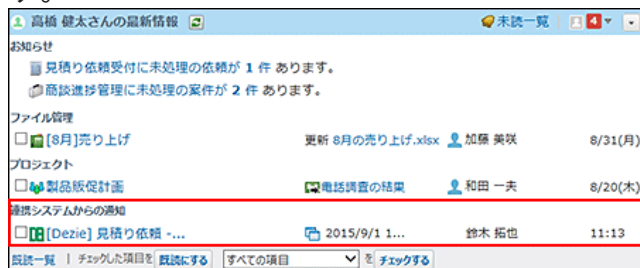 高橋 健太さんの最新情報 未読一覧 4
お知らせ
見積り依頼受付に未処理の依頼が 1 件 あります。
商談進捗管理に未処理の案件が 2 件 あります。
ファイル管理
[8月]売り上げ 更新 8月の売り上げ.xlsx 加藤 美咲 8/31(月)
プロジェクト
製品販促計画 電話調査の結果 和田 一夫 8/20(木)
連携システムからの通知
[Dezie] 見積り依頼 -... 2015/9/1 1... 鈴木 拓也 11:13
既読一覧 | チェックした項目を 既読にする すべての項目 を チェックする